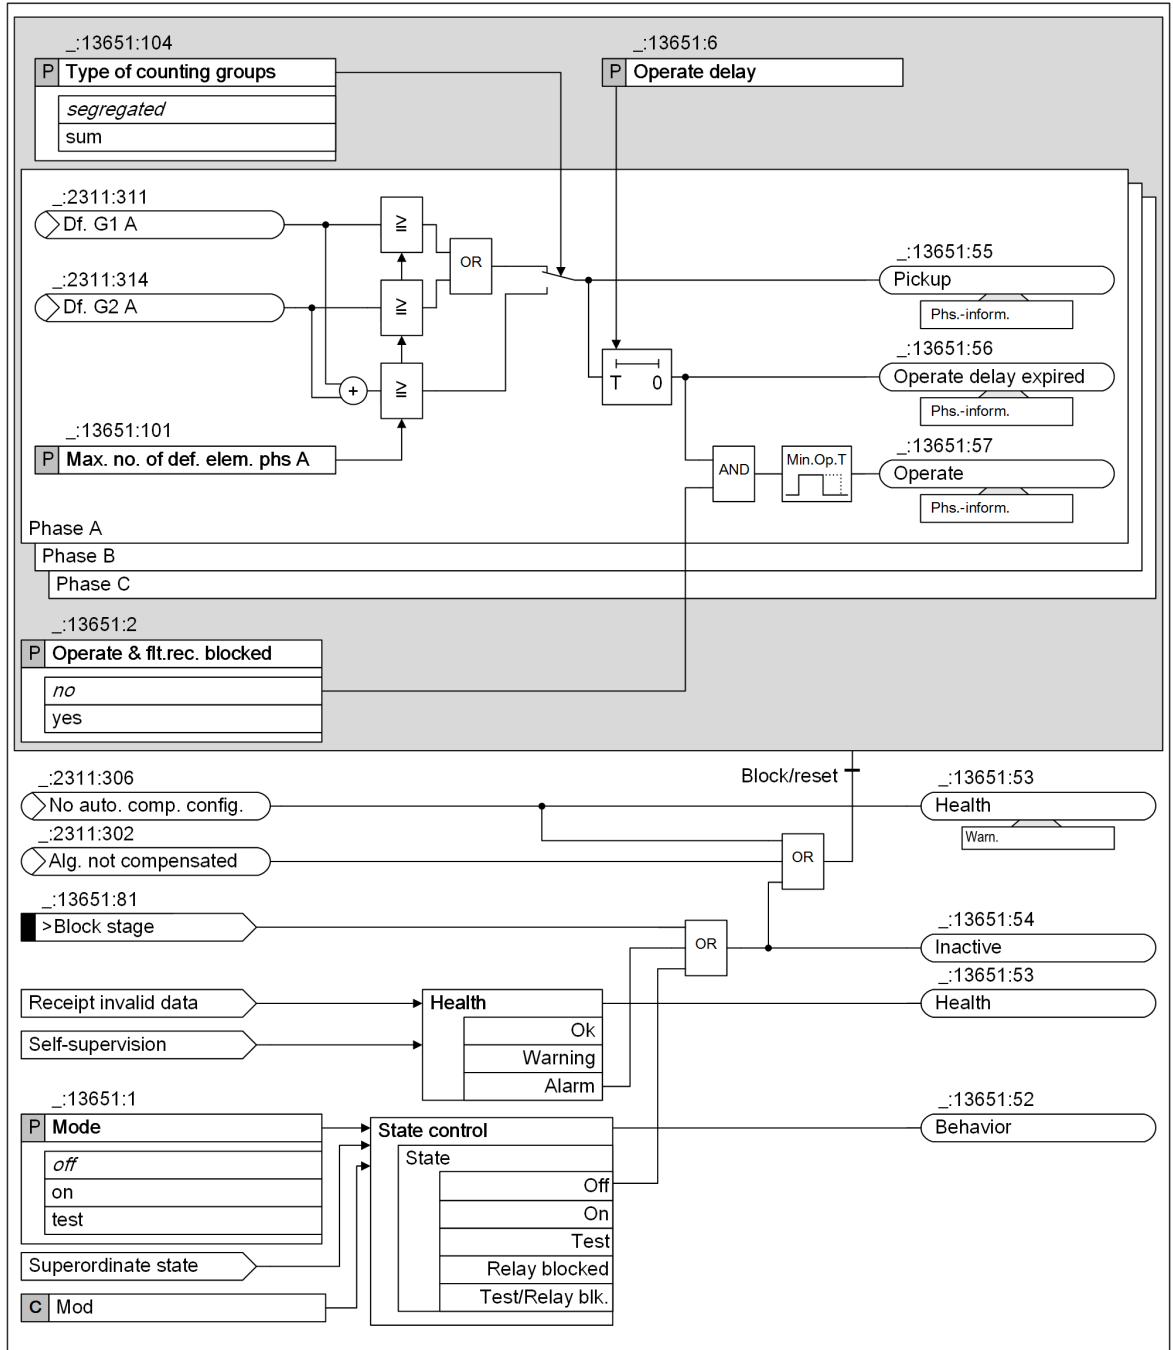 _:13651:104
P Type of counting groups
segregated
sum
_:13651:6
P Operate delay
_:2311:311
Df. G1 A
≥
OR
_:2311:314
Df. G2 A
≥
+
≥
_:13651:101
P Max. no. of def. elem. phs A
T 0
AND
Min.Op.T
_:13651:55
Pickup
Phs.-inform.
_:13651:56
Operate delay expired
Phs.-inform.
_:13651:57
Operate
Phs.-inform.
Phase A
Phase B
Phase C
_:13651:2
P Operate & flt.rec. blocked
no
yes
Block/reset
_:2311:306
No auto. comp. config.
_:13651:53
Health
Warn.
_:2311:302
Alg. not compensated
OR
_:13651:81
>Block stage
OR
_:13651:54
Inactive
_:13651:53
Health
Receipt invalid data
Self-supervision
Health
Ok
Warning
Alarm
_:13651:1
P Mode
off
on
test
Superordinate state
C Mod
State control
State
Off
On
Test
Relay blocked
Test/Relay blk.
_:13651:52
Behavior